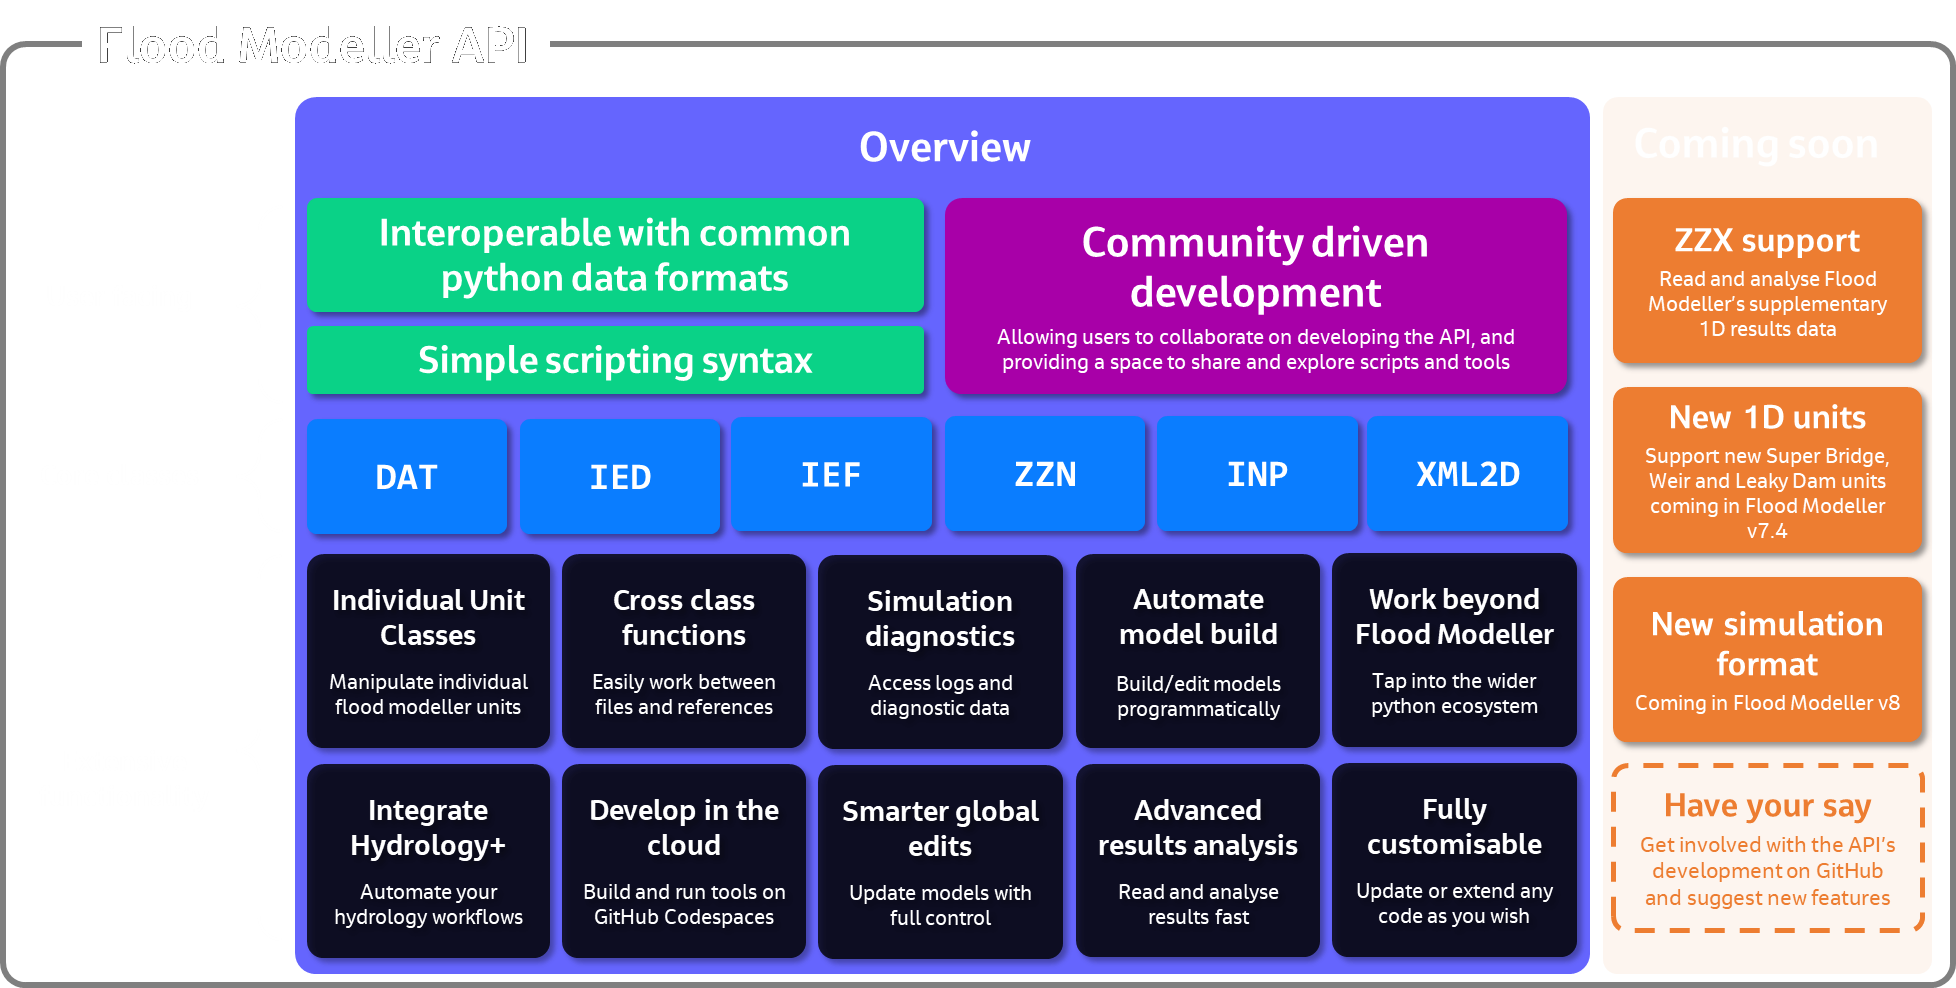 Flood Modeller API
Overview
Interoperable with common
python data formats
Simple scripting syntax
Community driven
development
Allowing users to collaborate on developing the API, and
providing a space to share and explore scripts and tools
DAT
IED
IEF
ZZN
INP
XML2D
Individual Unit
Classes
Manipulate individual
flood modeller units
Cross class
functions
Easily work between
files and references
Simulation
diagnostics
Access logs and
diagnostic data
Automate
model build
Build/edit models
programmatically
Work beyond
Flood Modeller
Tap into the wider
python ecosystem
Integrate
Hydrology+
Automate your
hydrology workflows
Develop in the
cloud
Build and run tools on
GitHub Codespaces
Smarter global
edits
Update models with
full control
Advanced
results analysis
Read and analyse
results fast
Fully
customisable
Update or extend any
code as you wish
Coming soon
ZZX support
Read and analyse Flood
Modeller’s supplementary
1D results data
New 1D units
Support new Super Bridge,
Weir and Leaky Dam units
coming in Flood Modeller
v7.4
New simulation
format
Coming in Flood Modeller v8
Have your say
Get involved with the API’s
development on GitHub
and suggest new features